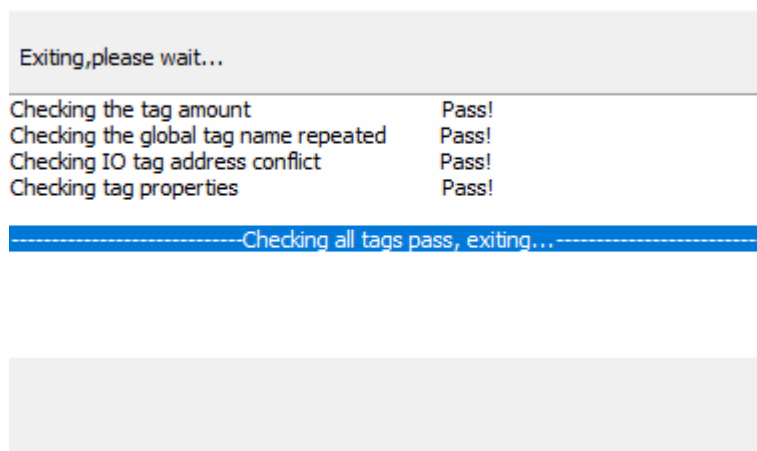 Exiting,please wait...
Checking the tag amount Pass!
Checking the global tag name repeated Pass!
Checking IO tag address conflict Pass!
Checking tag properties Pass!
-----------------------------Checking all tags pass, exiting...-------------------------